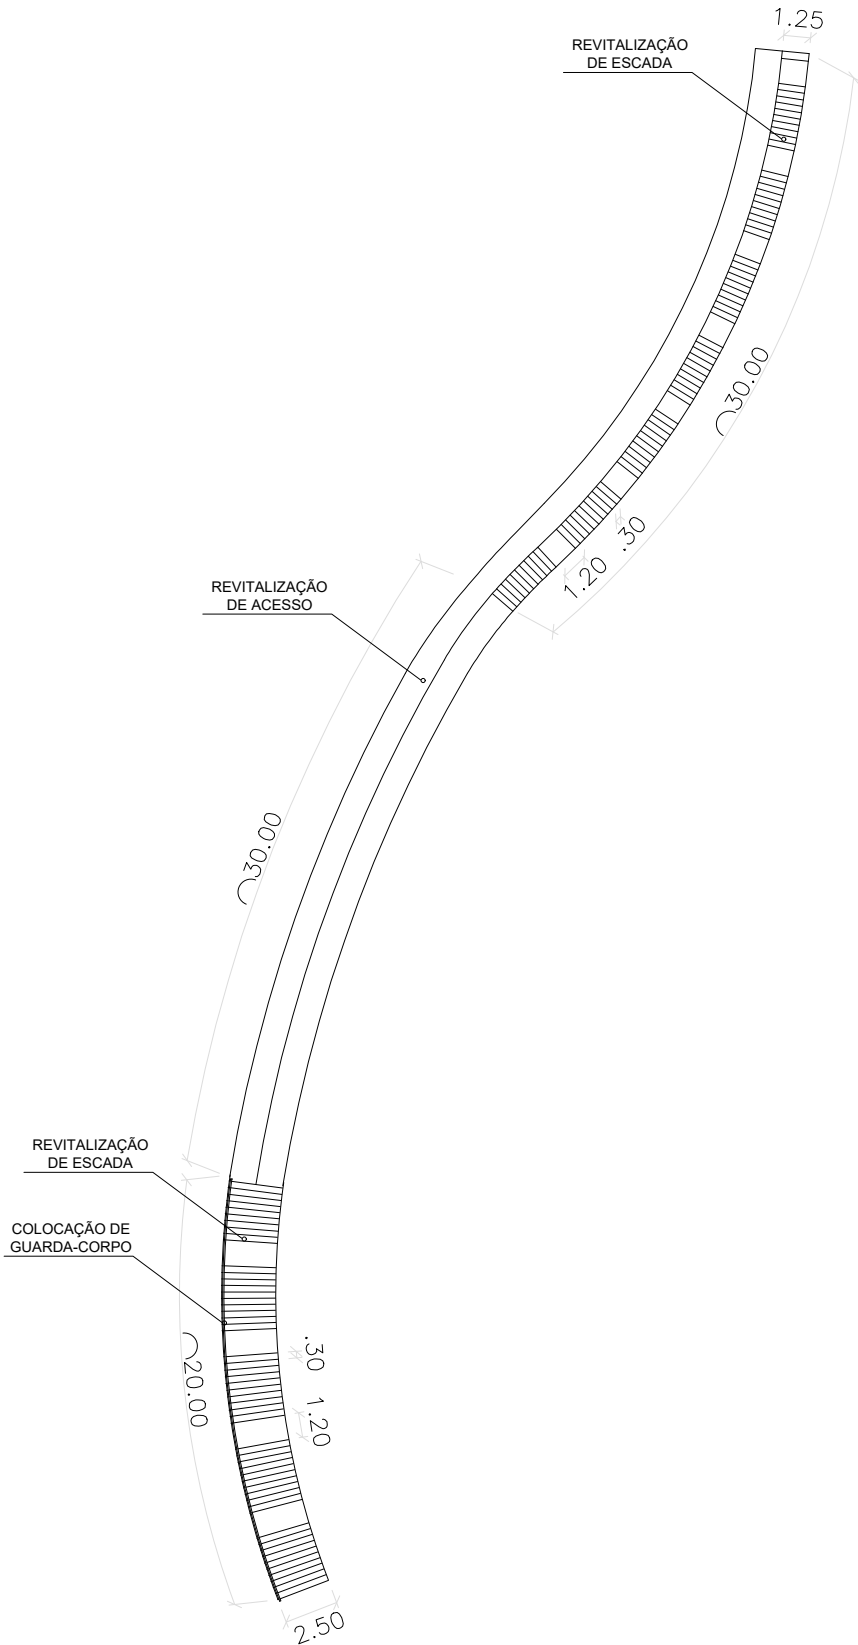 1.25
REVITALIZAÇÃO
DE ESCADA
30.00
.30
1.20
REVITALIZAÇÃO
DE ACESSO
30.00
REVITALIZAÇÃO
DE ESCADA
COLOCAÇÃO DE
GUARDA-CORPO
.30
20.00
1.20
2.50